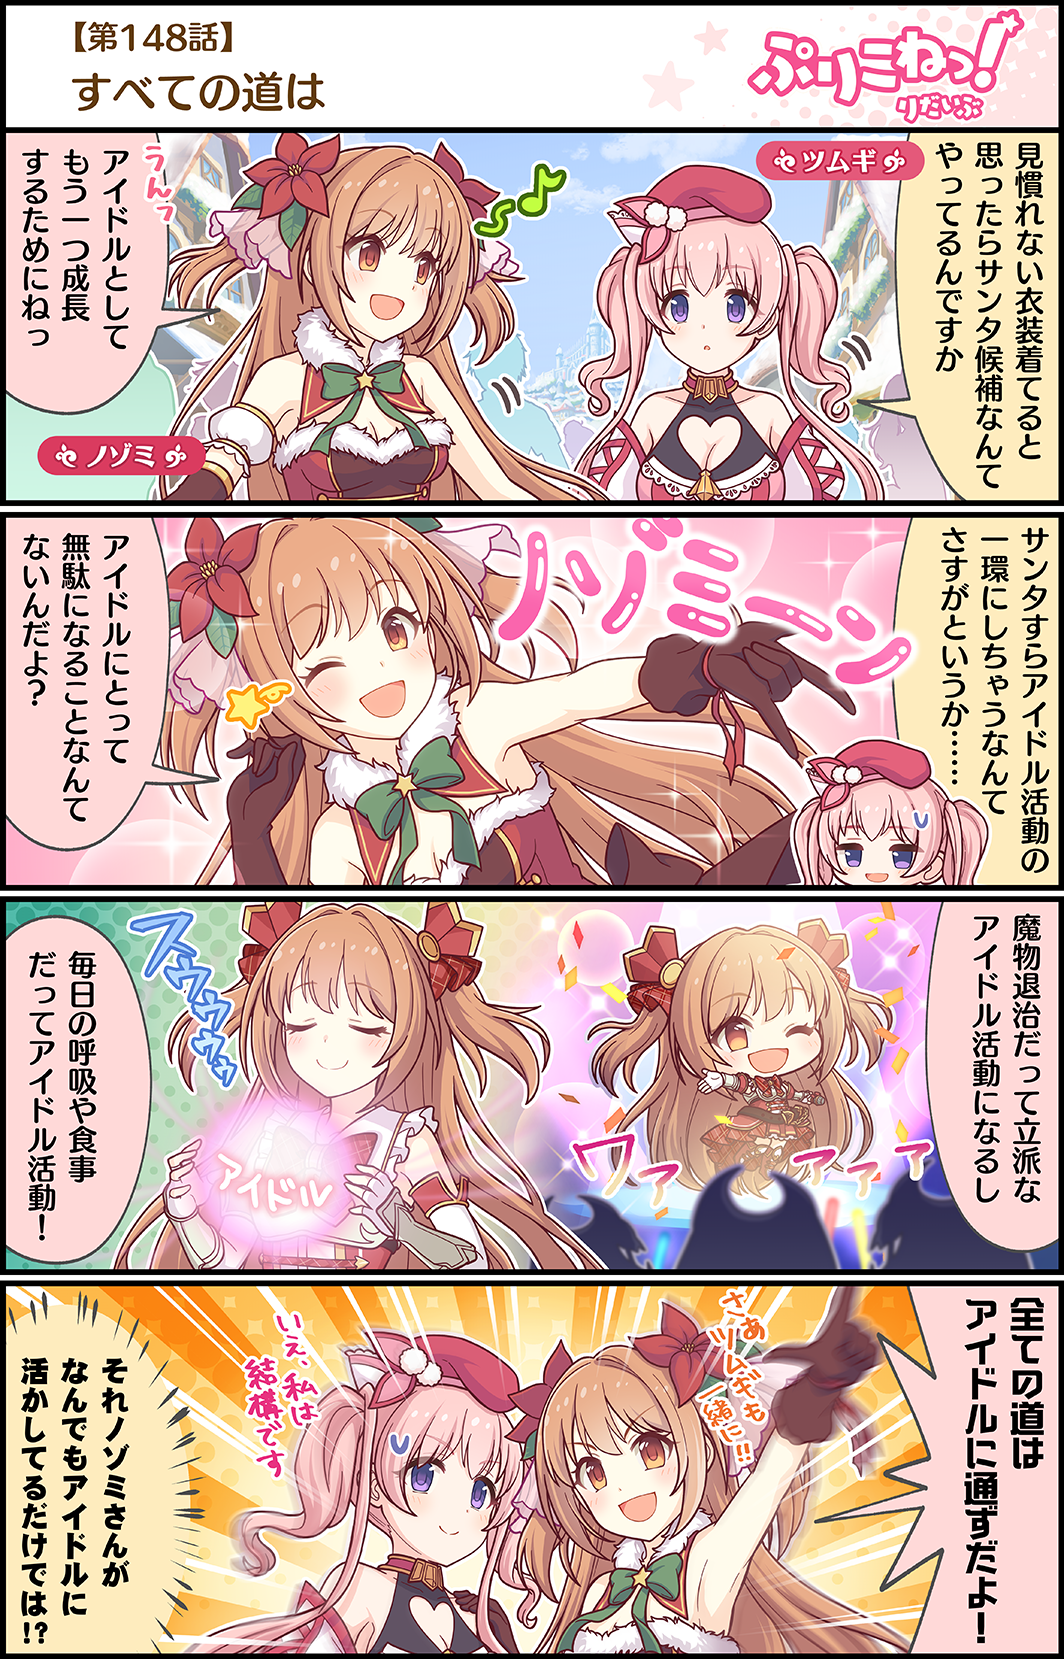 【第148話】
すべての道は
ぷりこねっ!
りだいぶ
ツムギ
見慣れない衣装着てると
思ったらサンタ候補なんて
やってるんですか
うんっ
アイドルとして
もう一つ成長
するためにねっ
ノゾミ
サンタすらアイドル活動の
一環にしちゃうなんて
さすがというか……
ノゾミーン
アイドルにとって
無駄になることなんて
ないんだよ?
魔物退治だって立派な
アイドル活動になるし
ワァァァァ
スゥゥゥゥ
毎日の呼吸や食事
だってアイドル活動!
アイドル
全ての道は
アイドルに通ずだよ!
さあ
ツムギも
一緒に!!
いえ、私は
結構です
それノゾミさんが
なんでもアイドルに
活かしてるだけでは!?